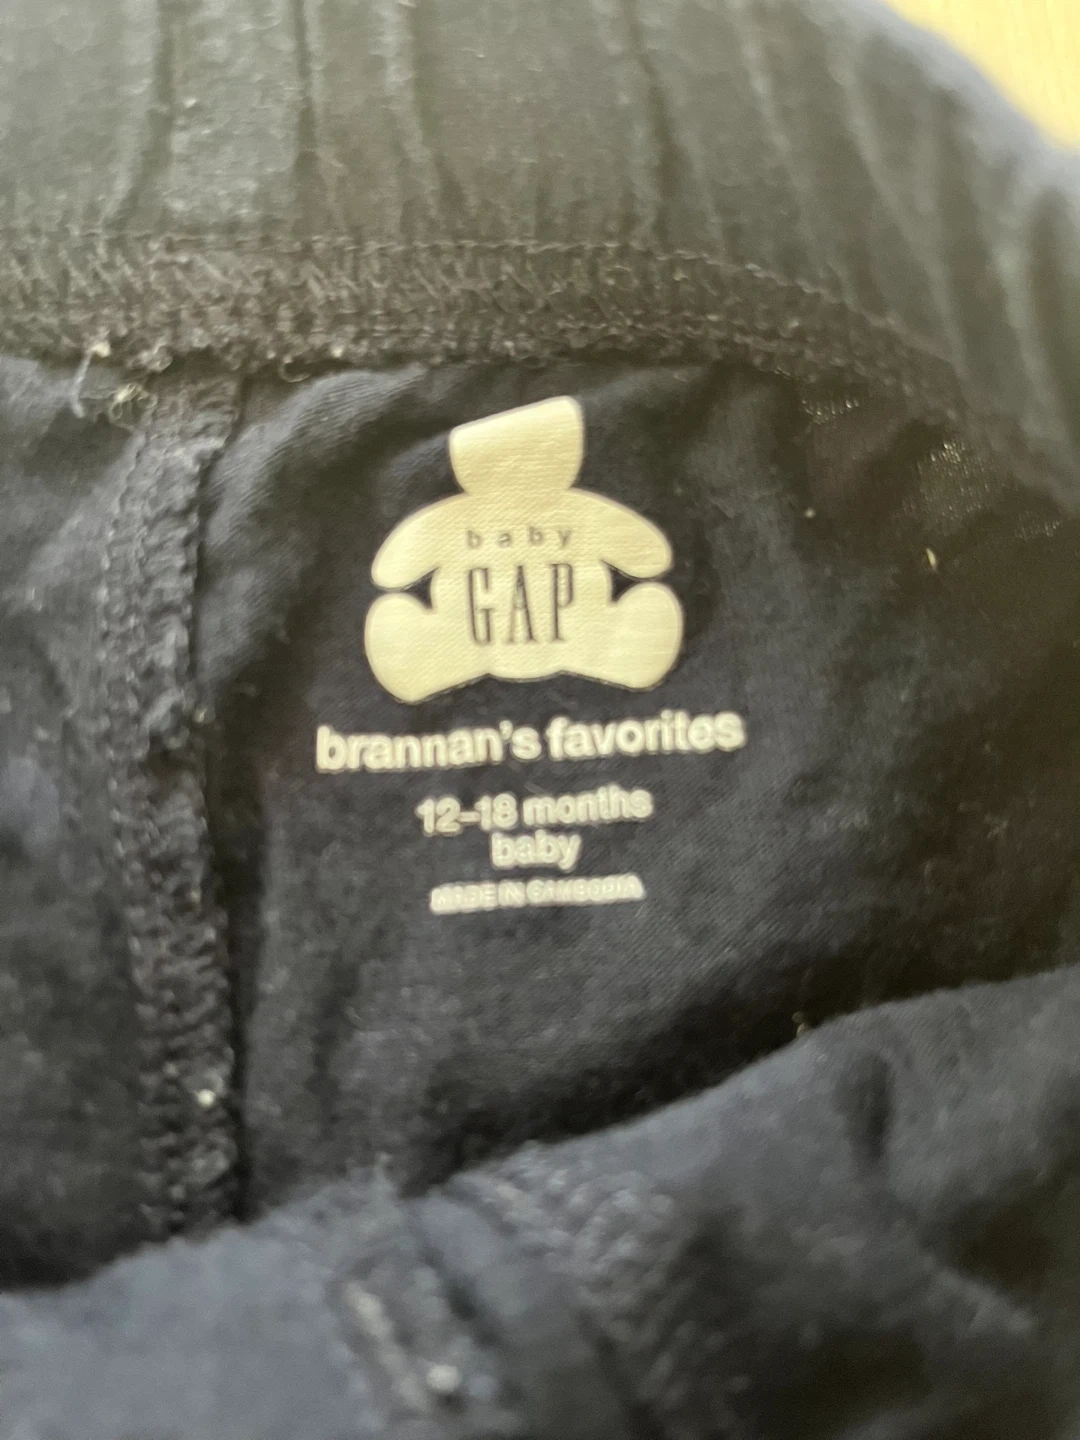 baby
GAP
brannan's favorites
12-18 months
baby
MADE IN CAMBODIA